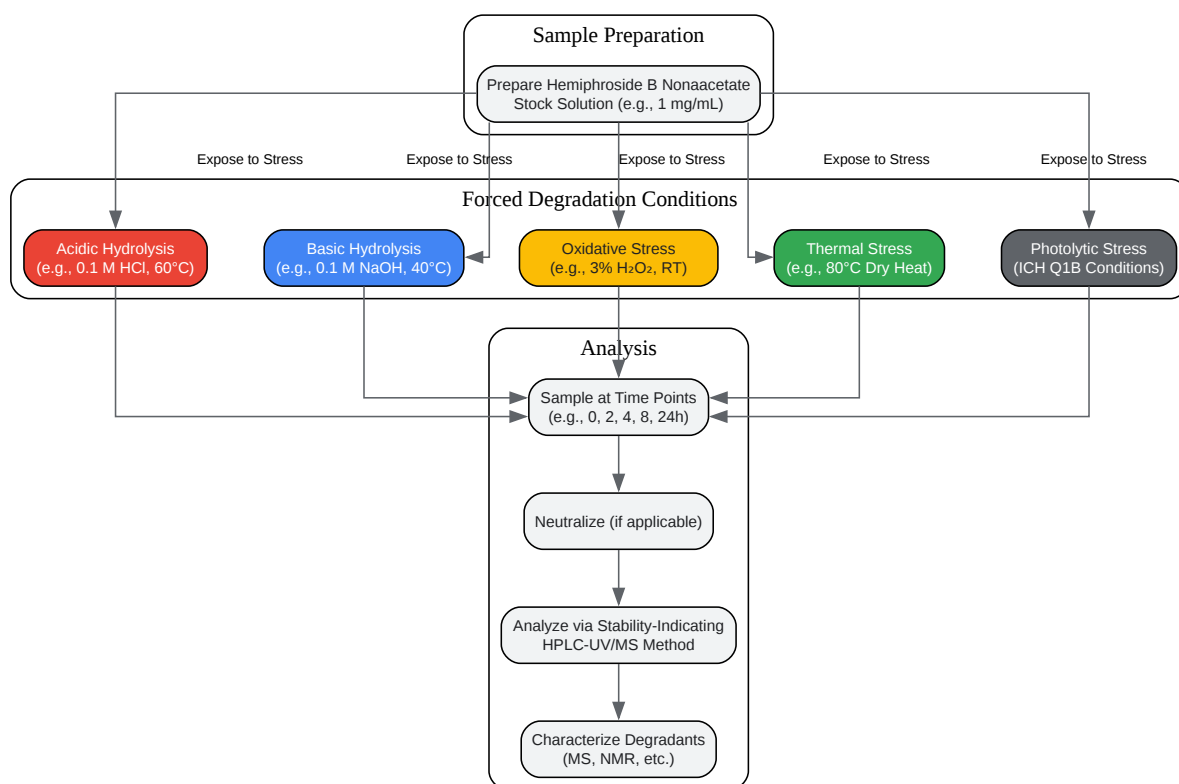 Sample Preparation
Prepare Hemiphroside B Nonaacetate
Stock Solution (e.g., 1 mg/mL)
Expose to Stress
Expose to Stress
Expose to Stress
Expose to Stress
Expose to Stress
Forced Degradation Conditions
Acidic Hydrolysis
(e.g., 0.1 M HCl, 60°C)
Basic Hydrolysis
(e.g., 0.1 M NaOH, 40°C)
Oxidative Stress
(e.g., 3% H₂O₂, RT)
Thermal Stress
(e.g., 80°C Dry Heat)
Photolytic Stress
(ICH Q1B Conditions)
Analysis
Sample at Time Points
(e.g., 0, 2, 4, 8, 24h)
Neutralize (if applicable)
Analyze via Stability-Indicating
HPLC-UV/MS Method
Characterize Degradants
(MS, NMR, etc.)